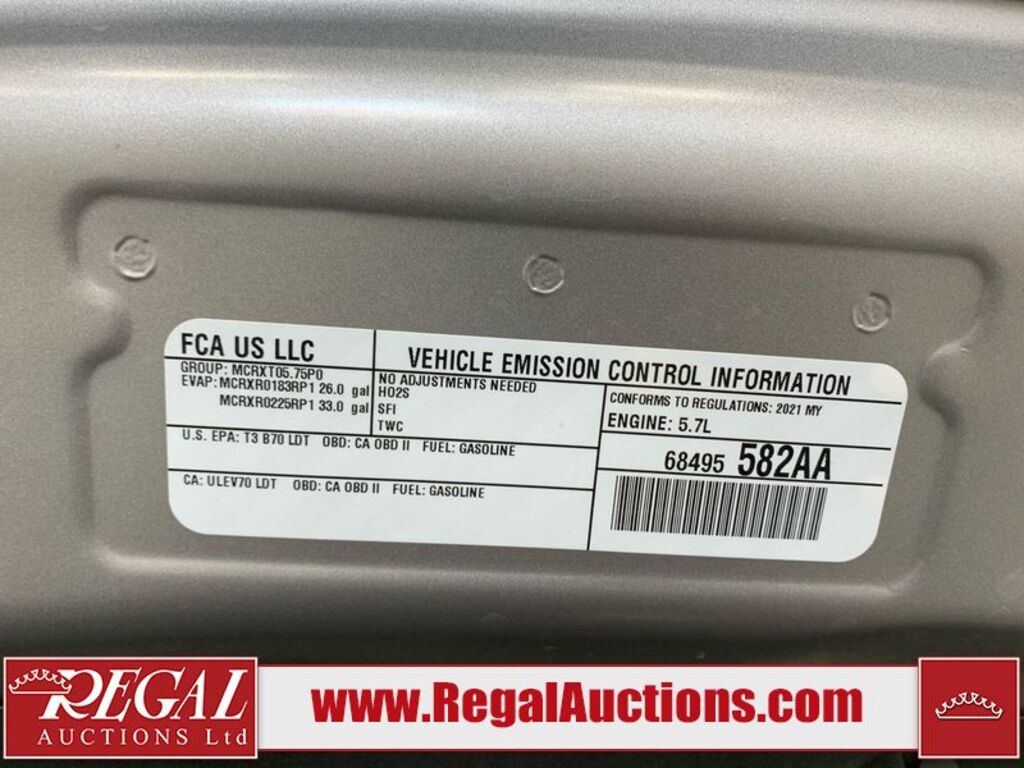 FCA US LLC
VEHICLE EMISSION CONTROL INFORMATION
GROUP: MCRXT05.75P0
EVAP: MCRXR0183RP1 26.0 gal
MCRXR0225RP1 33.0 gal
NO ADJUSTMENTS NEEDED
HO2S
SFI
TWC
CONFORMS TO REGULATIONS: 2021 MY
ENGINE: 5.7L
U.S. EPA: T3 B70 LDT OBD: CA OBD II FUEL: GASOLINE
68495 582AA
CA: ULEV70 LDT OBD: CA OBD II FUEL: GASOLINE
REGAL
AUCTIONS Ltd
www.RegalAuctions.com